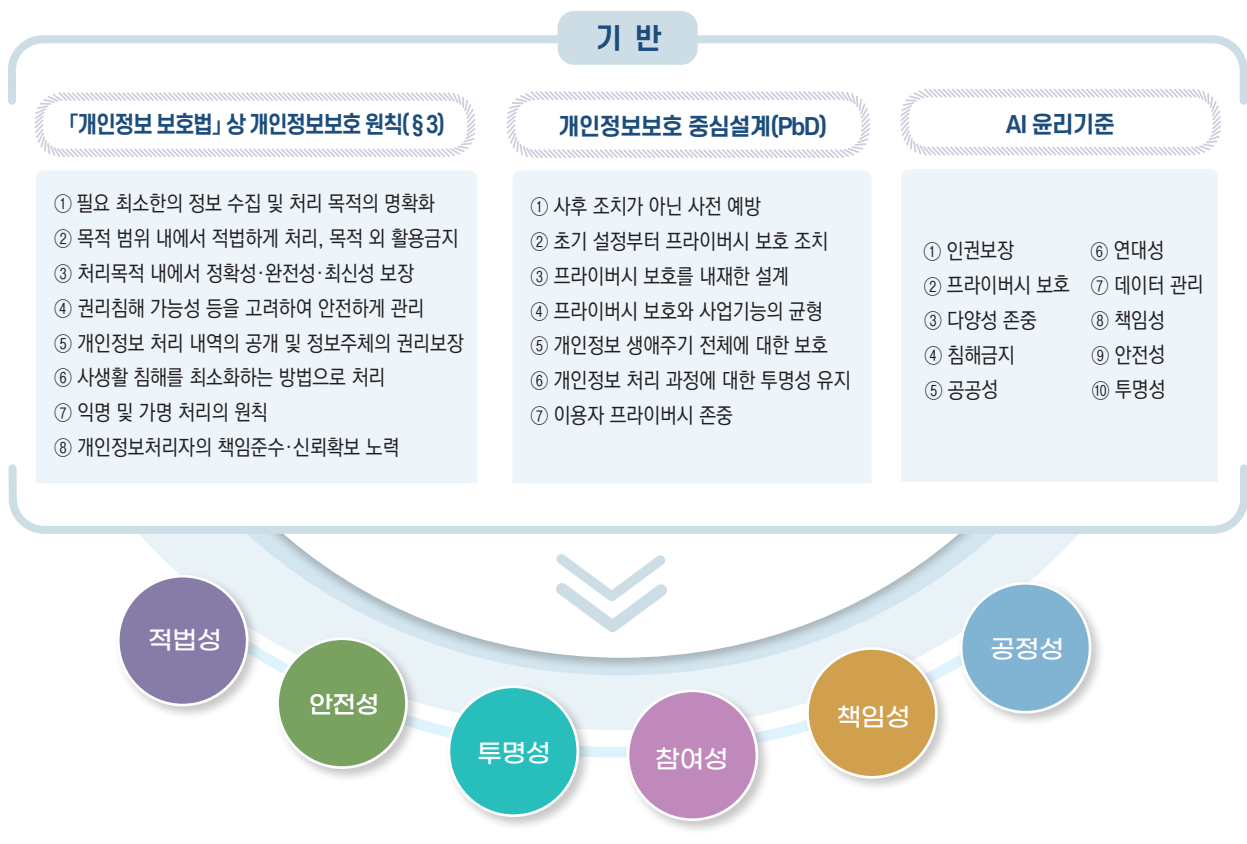 기 반
「개인정보 보호법」 상 개인정보보호 원칙(§3)
① 필요 최소한의 정보 수집 및 처리 목적의 명확화
② 목적 범위 내에서 적법하게 처리, 목적 외 활용금지
③ 처리목적 내에서 정확성·완전성·최신성 보장
④ 권리침해 가능성 등을 고려하여 안전하게 관리
⑤ 개인정보 처리 내역의 공개 및 정보주체의 권리보장
⑥ 사생활 침해를 최소화하는 방법으로 처리
⑦ 익명 및 가명 처리의 원칙
⑧ 개인정보처리자의 책임준수·신뢰확보 노력
개인정보보호 중심설계(PbD)
① 사후 조치가 아닌 사전 예방
② 초기 설정부터 프라이버시 보호 조치
③ 프라이버시 보호를 내재한 설계
④ 프라이버시 보호와 사업기능의 균형
⑤ 개인정보 생애주기 전체에 대한 보호
⑥ 개인정보 처리 과정에 대한 투명성 유지
⑦ 이용자 프라이버시 존중
AI 윤리기준
① 인권보장
② 프라이버시 보호
③ 다양성 존중
④ 침해금지
⑤ 공공성
⑥ 연대성
⑦ 데이터 관리
⑧ 책임성
⑨ 안전성
⑩ 투명성
적법성
안전성
투명성
참여성
책임성
공정성